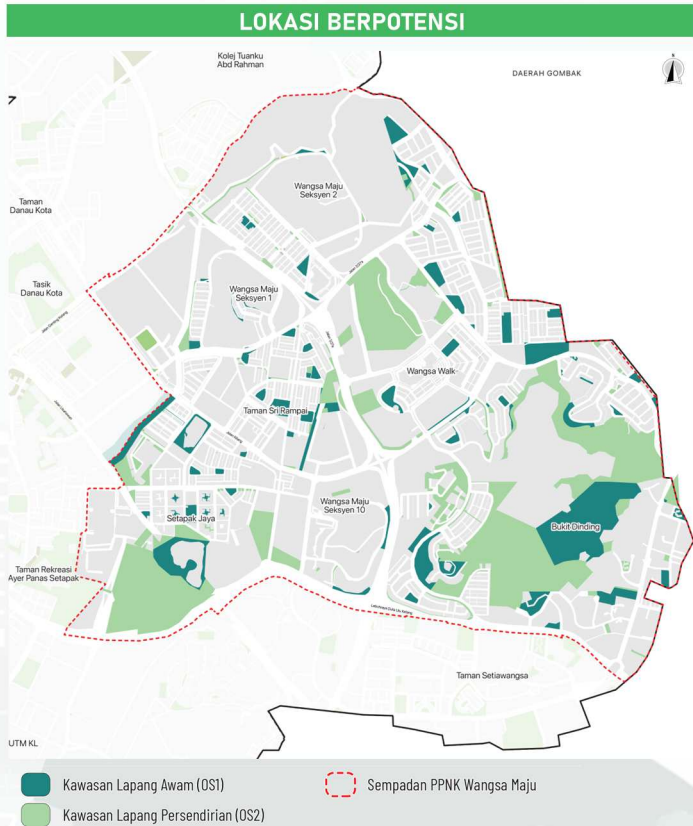 LOKASI BERPOTENSI
Kolej Tuanku
Abd Rahman
DAERAH GOMBAK
Taman
Danau Kota
Wangsa Maju
Seksyen 2
Tasik
Danau Kota
Wangsa Maju
Seksyen 1
Wangsa Walk
Taman Sri Rampai
Wangsa Maju
Seksyen 10
Setapak Jaya
Bukit Dinding
Taman Rekreasi
Ayer Panas Setapak
Taman Setiawangsa
UTM KL
Kawasan Lapang Awam (OS1)
Sempadan PPNK Wangsa Maju
Kawasan Lapang Persendirian (OS2)